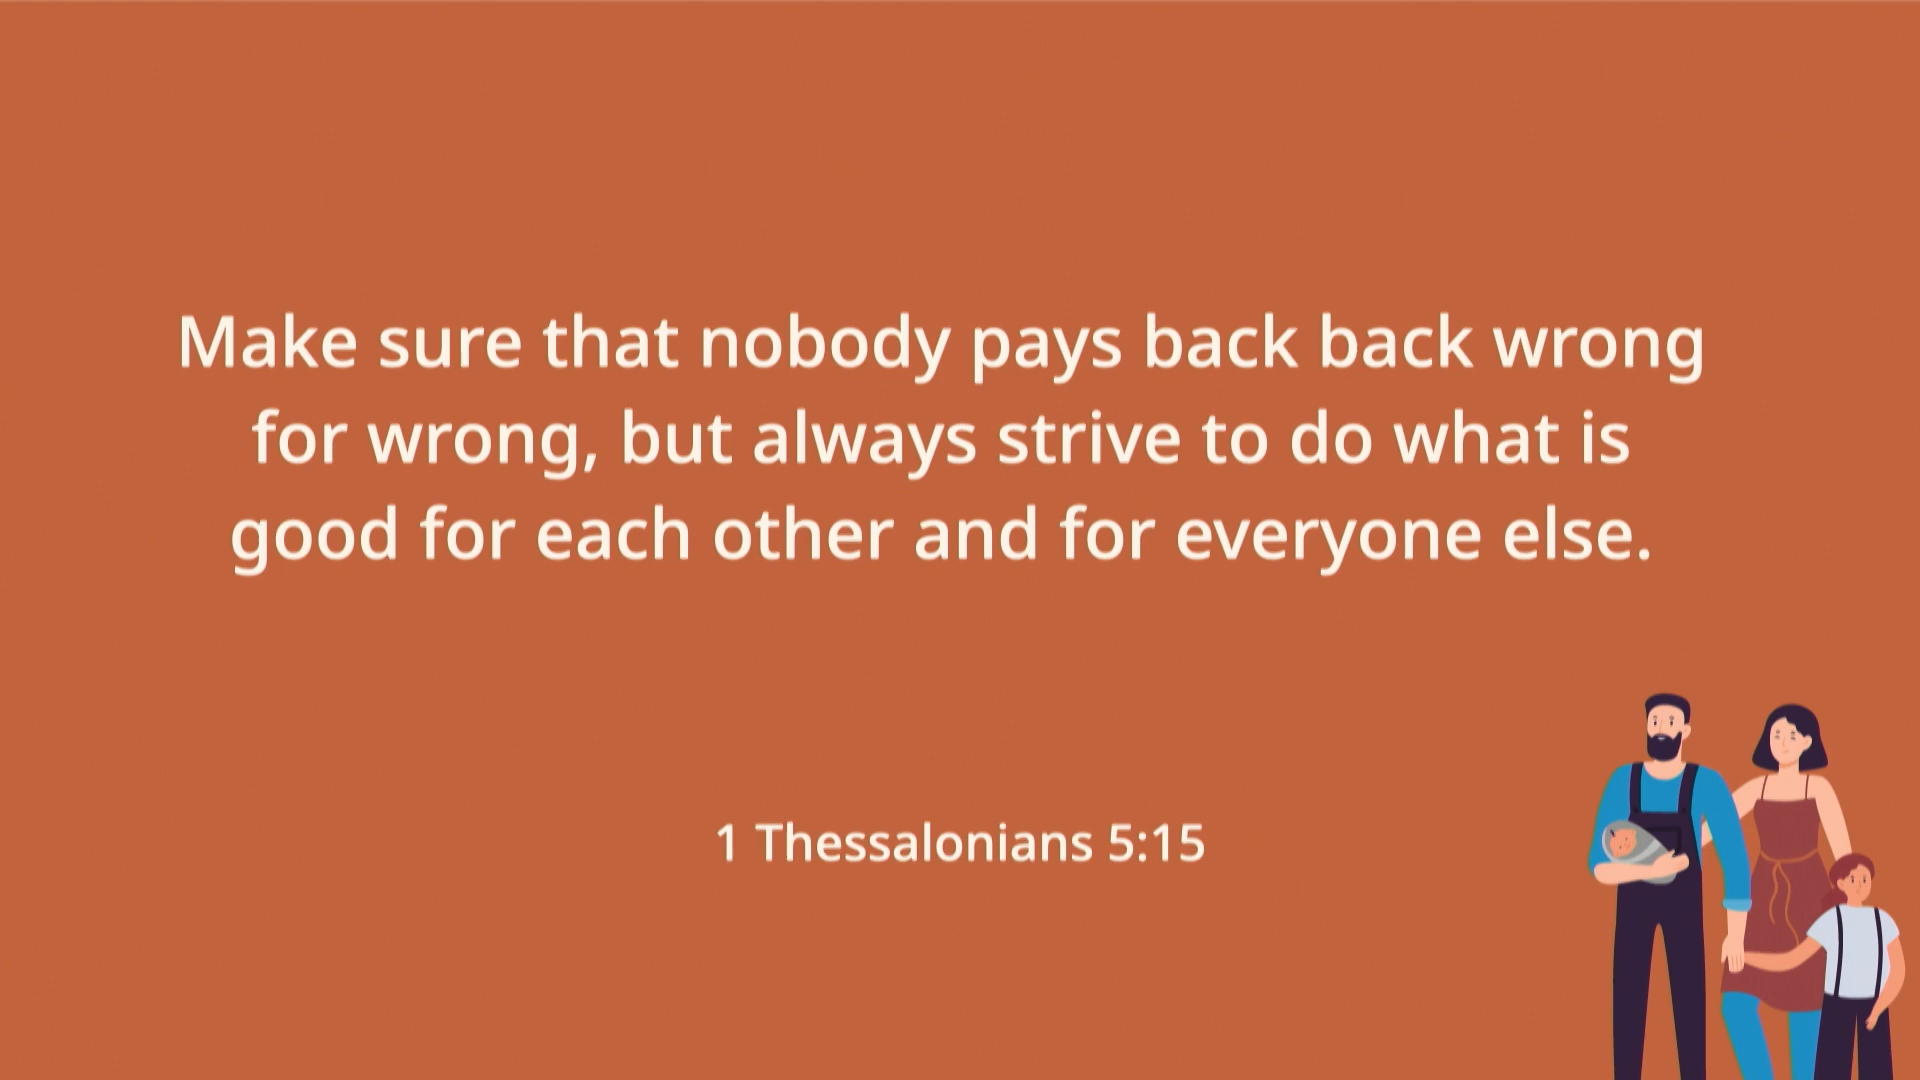 Make sure that nobody pays back back wrong
for wrong, but always strive to do what is
good for each other and for everyone else.
1 Thessalonians 5:15